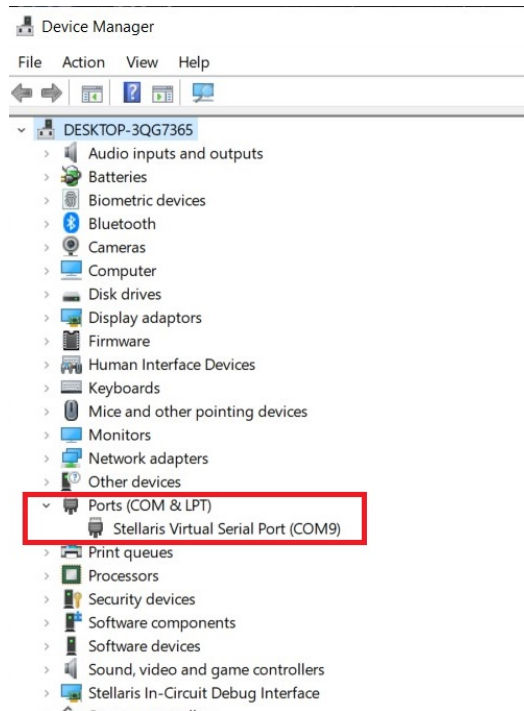 Device Manager
File Action View Help
DESKTOP-3QG7365
Audio inputs and outputs
Batteries
Biometric devices
Bluetooth
Cameras
Computer
Disk drives
Display adaptors
Firmware
Human Interface Devices
Keyboards
Mice and other pointing devices
Monitors
Network adapters
Other devices
Ports (COM & LPT)
Stellaris Virtual Serial Port (COM9)
Print queues
Processors
Security devices
Software components
Software devices
Sound, video and game controllers
Stellaris In-Circuit Debug Interface